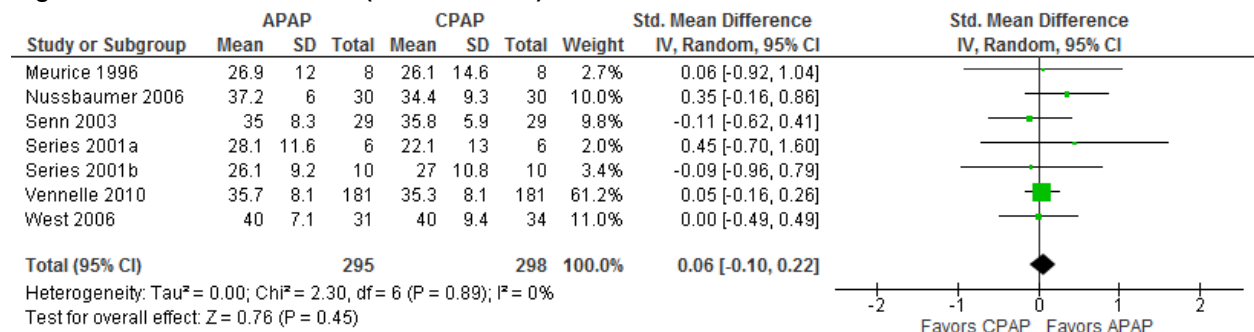 APAP CPAP Std. Mean Difference Std. Mean Difference
Study or Subgroup Mean SD Total Mean SD Total Weight IV, Random, 95% CI IV, Random, 95% CI
Meurice 1996 26.9 12 8 26.1 14.6 8 2.7% 0.06 [-0.92, 1.04]
Nussbaumer 2006 37.2 6 30 34.4 9.3 30 10.0% 0.35 [-0.16, 0.86]
Senn 2003 35 8.3 29 35.8 5.9 29 9.8% -0.11 [-0.62, 0.41]
Series 2001a 28.1 11.6 6 22.1 13 6 2.0% 0.45 [-0.70, 1.60]
Series 2001b 26.1 9.2 10 27 10.8 10 3.4% -0.09 [-0.96, 0.79]
Vennelle 2010 35.7 8.1 181 35.3 8.1 181 61.2% 0.05 [-0.16, 0.26]
West 2006 40 7.1 31 40 9.4 34 11.0% 0.00 [-0.49, 0.49]
Total (95% CI) 295 298 100.0% 0.06 [-0.10, 0.22]
Heterogeneity: Tau² = 0.00; Chi² = 2.30, df = 6 (P = 0.89); I² = 0%
Test for overall effect: Z = 0.76 (P = 0.45)
-2 -1 0 1 2
Favors CPAP Favors APAP